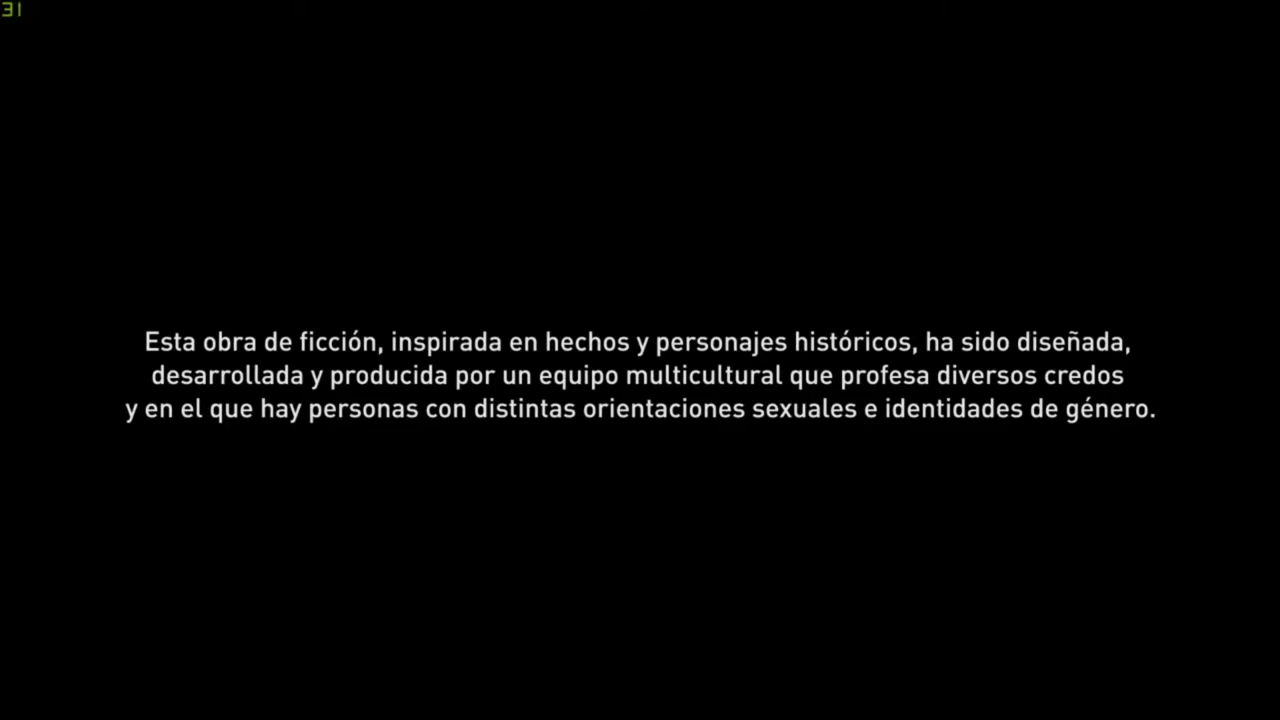 31
Esta obra de ficción, inspirada en hechos y personajes históricos, ha sido diseñada,
desarrollada y producida por un equipo multicultural que profesa diversos credos
y en el que hay personas con distintas orientaciones sexuales e identidades de género.